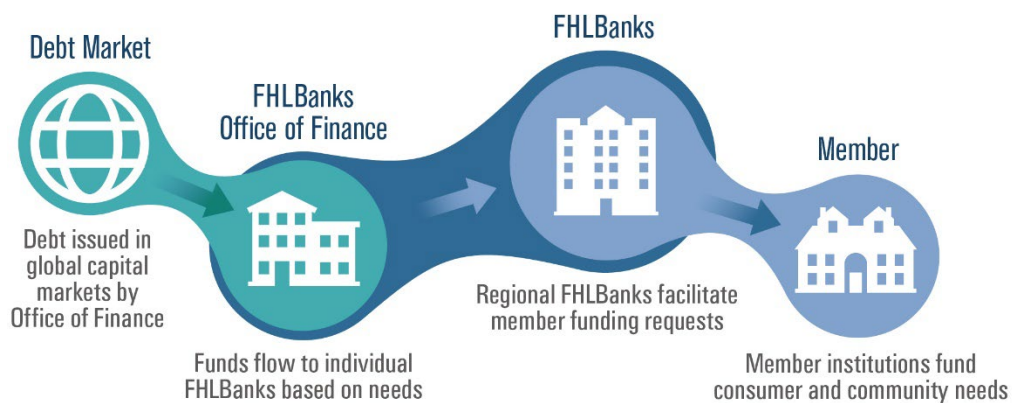 Debt Market
Debt issued in
global capital
markets by
Office of Finance
FHLBanks
Office of Finance
Funds flow to individual
FHLBanks based on needs
FHLBanks
Regional FHLBanks facilitate
member funding requests
Member
Member institutions fund
consumer and community needs